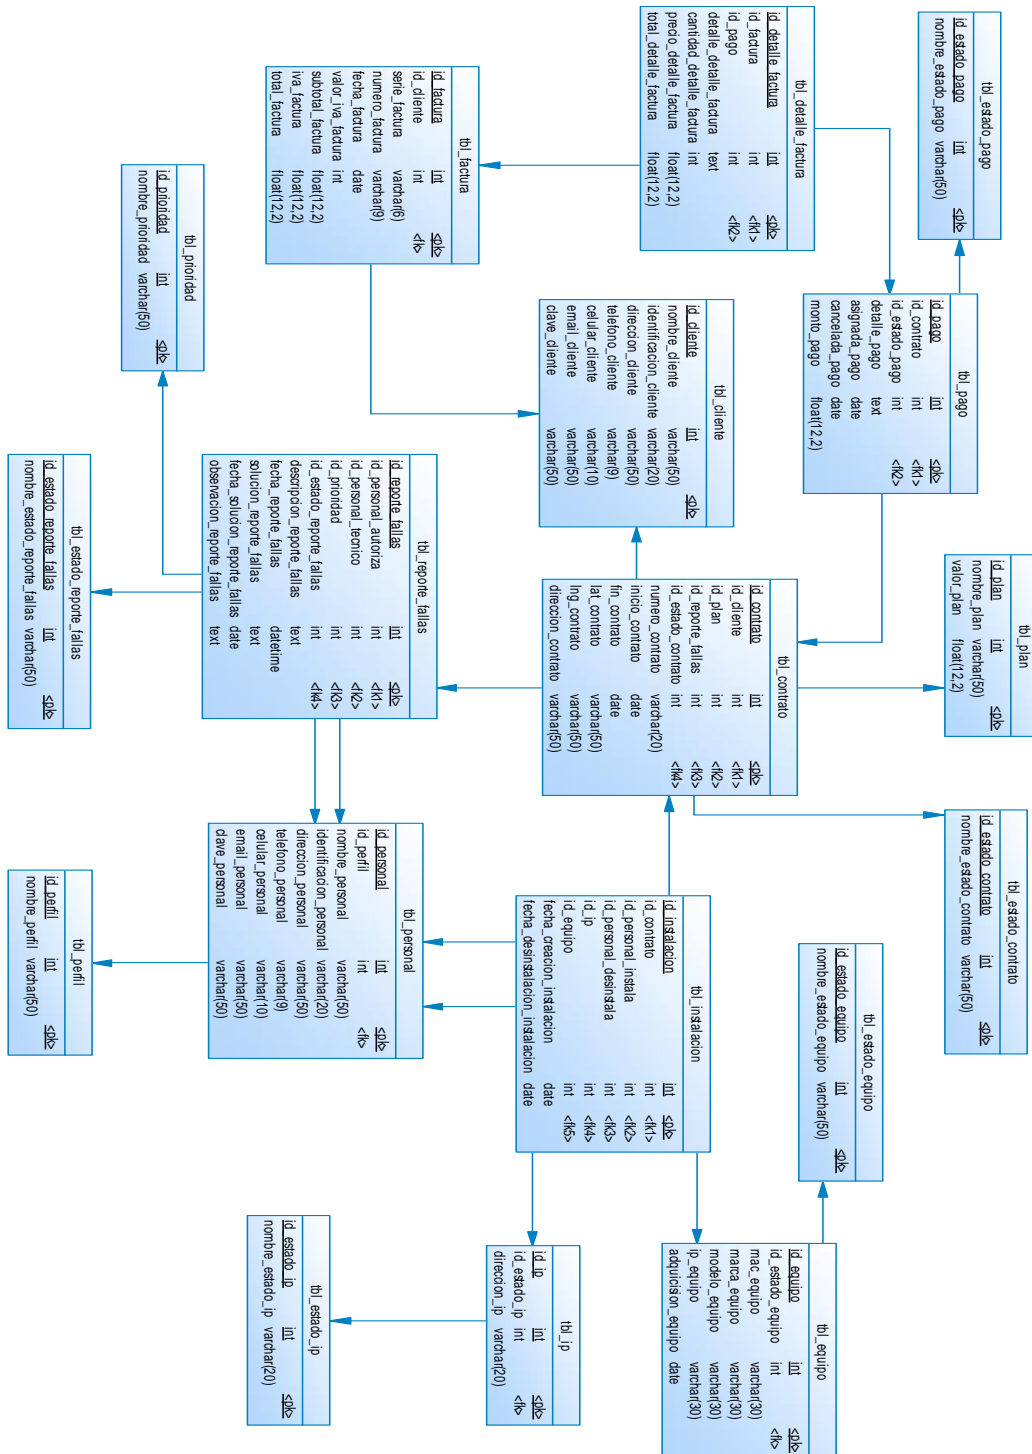 tbl_estado_pago
id_estado_pago int <pk>
nombre_estado_pago varchar(50)
tbl_pago
id_pago int <pk>
id_contrato int <fk1>
id_estado_pago int <fk2>
detalle_pago text
asignada_pago date
cancelada_pago date
monto_pago float(12,2)
tbl_plan
id_plan int <pk>
nombre_plan varchar(50)
valor_plan float(12,2)
tbl_estado_contrato
id_estado_contrato int <pk>
nombre_estado_contrato varchar(50)
tbl_detalle_factura
id_detalle_factura int <pk>
id_factura int <fk1>
id_pago int <fk2>
detalle_detalle_factura text
cantidad_detalle_factura int
precio_detalle_factura float(12,2)
total_detalle_factura float(12,2)
tbl_cliente
id_cliente int <pk>
nombre_cliente varchar(50)
identificacion_cliente varchar(20)
direccion_cliente varchar(50)
telefono_cliente varchar(9)
celular_cliente varchar(10)
email_cliente varchar(50)
clave_cliente varchar(50)
tbl_contrato
id_contrato int <pk>
id_cliente int <fk1>
id_plan int <fk2>
id_reporte_fallas int <fk3>
id_estado_contrato int <fk4>
numero_contrato varchar(20)
inicio_contrato date
fin_contrato date
lat_contrato varchar(50)
lng_contrato varchar(50)
direccion_contrato varchar(50)
tbl_estado_equipo
id_estado_equipo int <pk>
nombre_estado_equipo varchar(50)
tbl_equipo
id_equipo int <pk>
id_estado_equipo int <fk>
mac_equipo varchar(30)
marca_equipo varchar(30)
modelo_equipo varchar(30)
ip_equipo varchar(30)
adquicision_equipo date
tbl_instalacion
id_instalacion int <pk>
id_contrato int <fk1>
id_personal_instala int <fk2>
id_personal_desinstala int <fk3>
id_ip int <fk4>
id_equipo int <fk5>
fecha_creacion_instalacion date
fecha_desinstalacion_instalacion date
tbl_factura
id_factura int <pk>
id_cliente int <fk>
serie_factura varchar(6)
numero_factura varchar(9)
fecha_factura date
valor_iva_factura int
subtotal_factura float(12,2)
iva_factura float(12,2)
total_factura float(12,2)
tbl_reporte_fallas
id_reporte_fallas int <pk>
id_personal_autoriza int <fk1>
id_personal_tecnico int <fk2>
id_prioridad int <fk3>
id_estado_reporte_fallas int <fk4>
descripcion_reporte_fallas text
fecha_reporte_fallas datetime
solucion_reporte_fallas text
fecha_solucion_reporte_fallas date
observacion_reporte_fallas text
tbl_personal
id_personal int <pk>
id_perfil int <fk>
nombre_personal varchar(50)
identificacion_personal varchar(20)
direccion_personal varchar(50)
telefono_personal varchar(9)
celular_personal varchar(10)
email_personal varchar(50)
clave_personal varchar(50)
tbl_ip
id_ip int <pk>
id_estado_ip int <fk>
direccion_ip varchar(20)
tbl_prioridad
id_prioridad int <pk>
nombre_prioridad varchar(50)
tbl_estado_reporte_fallas
id_estado_reporte_fallas int <pk>
nombre_estado_reporte_fallas varchar(50)
tbl_perfil
id_perfil int <pk>
nombre_perfil varchar(50)
tbl_estado_ip
id_estado_ip int <pk>
nombre_estado_ip varchar(20)